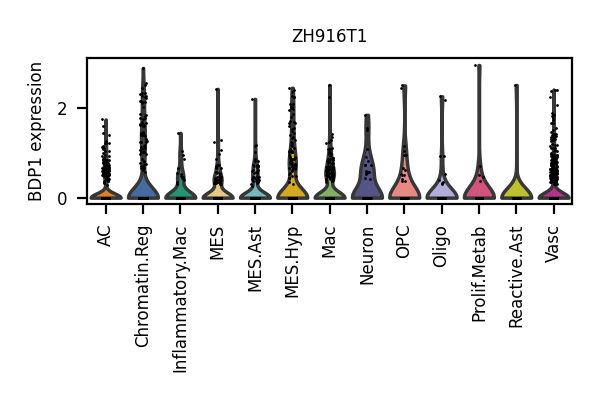 ZH916T1
BDP1 expression
2
0
AC
Chromatin.Reg
Inflammatory.Mac
MES
MES.Ast
MES.Hyp
Mac
Neuron
OPC
Oligo
Prolif.Metab
Reactive.Ast
Vasc